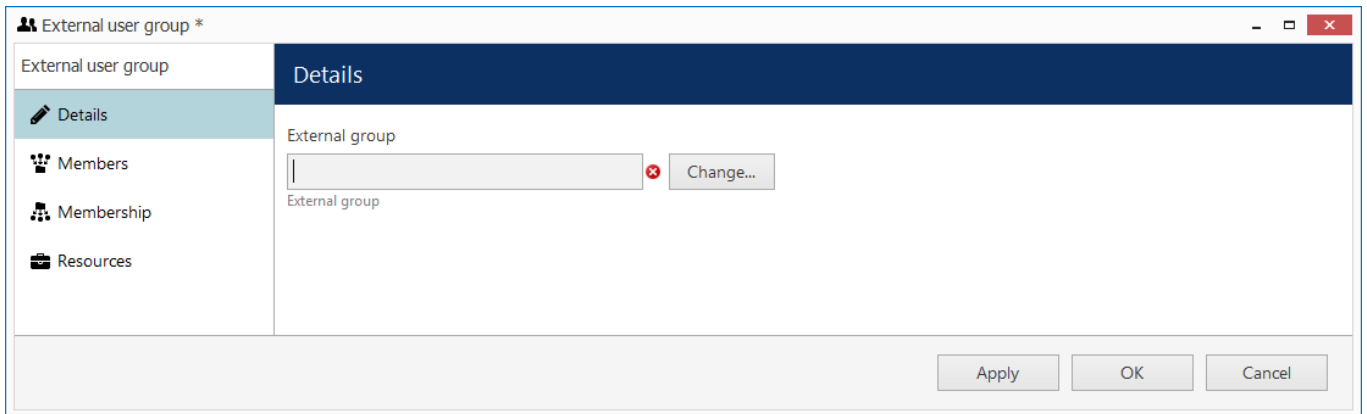 External user group *
External user group
Details
Members
Membership
Resources
Details
External group
Change...
External group
Apply
OK
Cancel